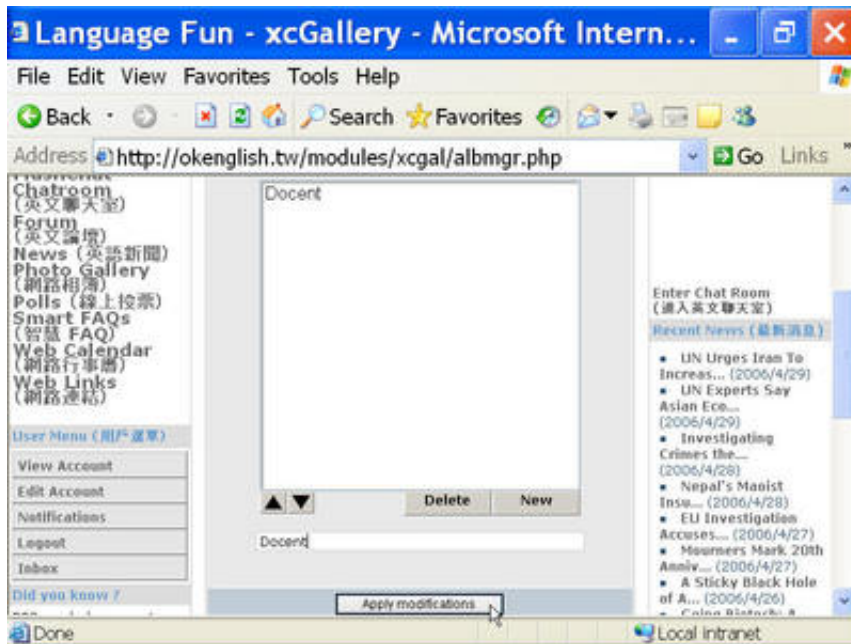 Language Fun - xcGallery - Microsoft Intern...
File Edit View Favorites Tools Help
Back Search Favorites
Address http://okenglish.tw/modules/xcgal/albmgr.php Go Links
Chatroom
(英文聊天室)
Forum
(英文論壇)
News (英語新聞)
Photo Gallery
(網路相簿)
Polls (線上投票)
Smart FAQs
(智慧 FAQ)
Web Calendar
(網路行事曆)
Web Links
(網路連結)
User Menu (用戶選單)
View Account
Edit Account
Notifications
Logout
Inbox
Did you know ?
Docent
Delete New
Docent
Apply modifications
Enter Chat Room
(進入英文聊天室)
Recent News (最新消息)
UN Urges Iran To
Increas... (2006/4/29)
UN Experts Say
Asian Eco...
(2006/4/29)
Investigating
Crimes the...
(2006/4/28)
Nepal's Maoist
Insu... (2006/4/28)
EU Investigation
Accuses... (2006/4/27)
Mourners Mark 20th
Anniv... (2006/4/27)
A Sticky Black Hole
of A... (2006/4/26)
Done Local intranet